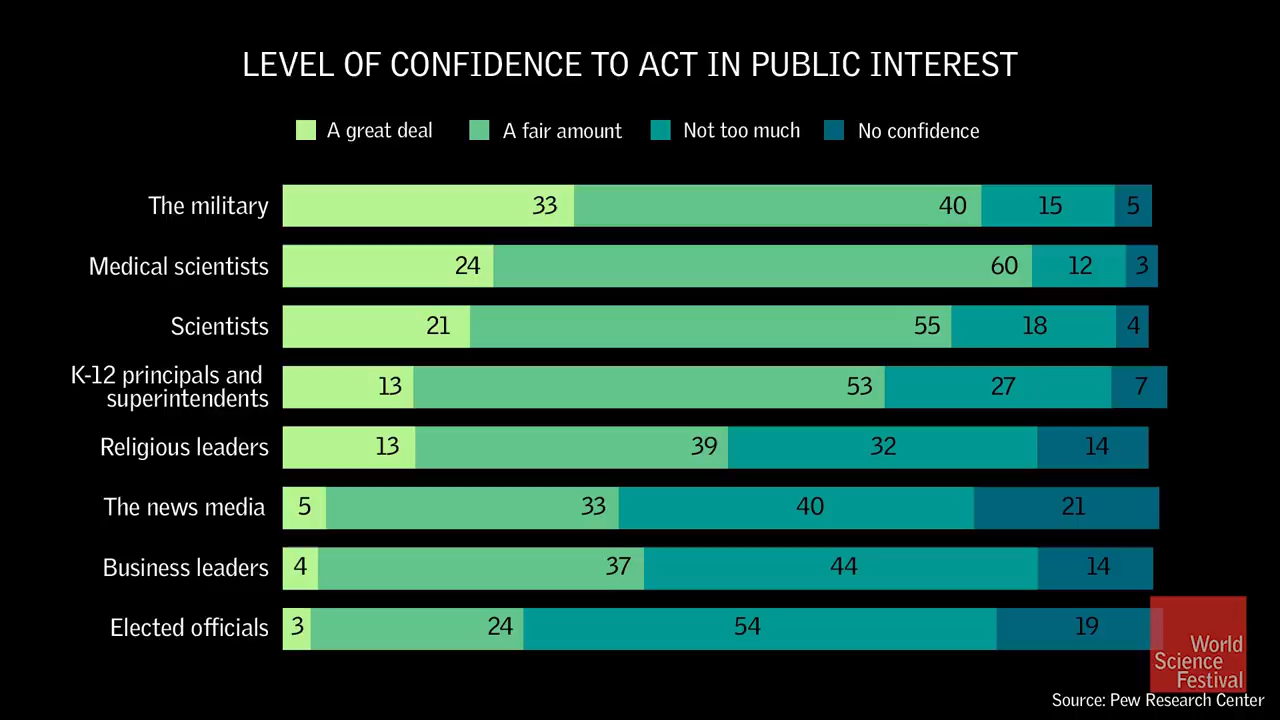 LEVEL OF CONFIDENCE TO ACT IN PUBLIC INTEREST
A great deal A fair amount Not too much No confidence
The military 33 40 15 5
Medical scientists 24 60 12 3
Scientists 21 55 18 4
K-12 principals and
superintendents 13 53 27 7
Religious leaders 13 39 32 14
The news media 5 33 40 21
Business leaders 4 37 44 14
Elected officials 3 24 54 19
World
Science
Festival
Source: Pew Research Center